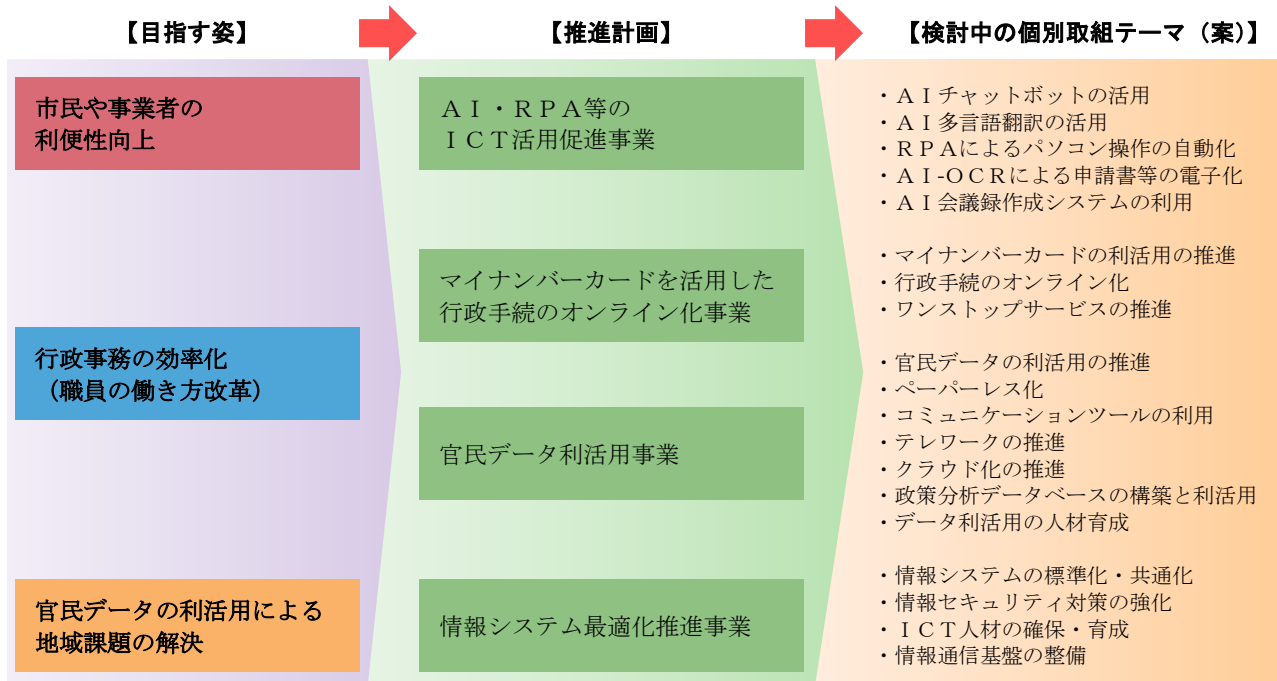 【目指す姿】
【推進計画】
【検討中の個別取組テーマ（案）】
市民や事業者の
利便性向上
行政事務の効率化
（職員の働き方改革）
官民データの利活用による
地域課題の解決
ＡＩ・ＲＰＡ等の
ＩＣＴ活用促進事業
マイナンバーカードを活用した
行政手続のオンライン化事業
官民データ利活用事業
情報システム最適化推進事業
・ＡＩチャットボットの活用
・ＡＩ多言語翻訳の活用
・ＲＰＡによるパソコン操作の自動化
・ＡＩ-ＯＣＲによる申請書等の電子化
・ＡＩ会議録作成システムの利用
・マイナンバーカードの利活用の推進
・行政手続のオンライン化
・ワンストップサービスの推進
・官民データの利活用の推進
・ペーパーレス化
・コミュニケーションツールの利用
・テレワークの推進
・クラウド化の推進
・政策分析データベースの構築と利活用
・データ利活用の人材育成
・情報システムの標準化・共通化
・情報セキュリティ対策の強化
・ＩＣＴ人材の確保・育成
・情報通信基盤の整備